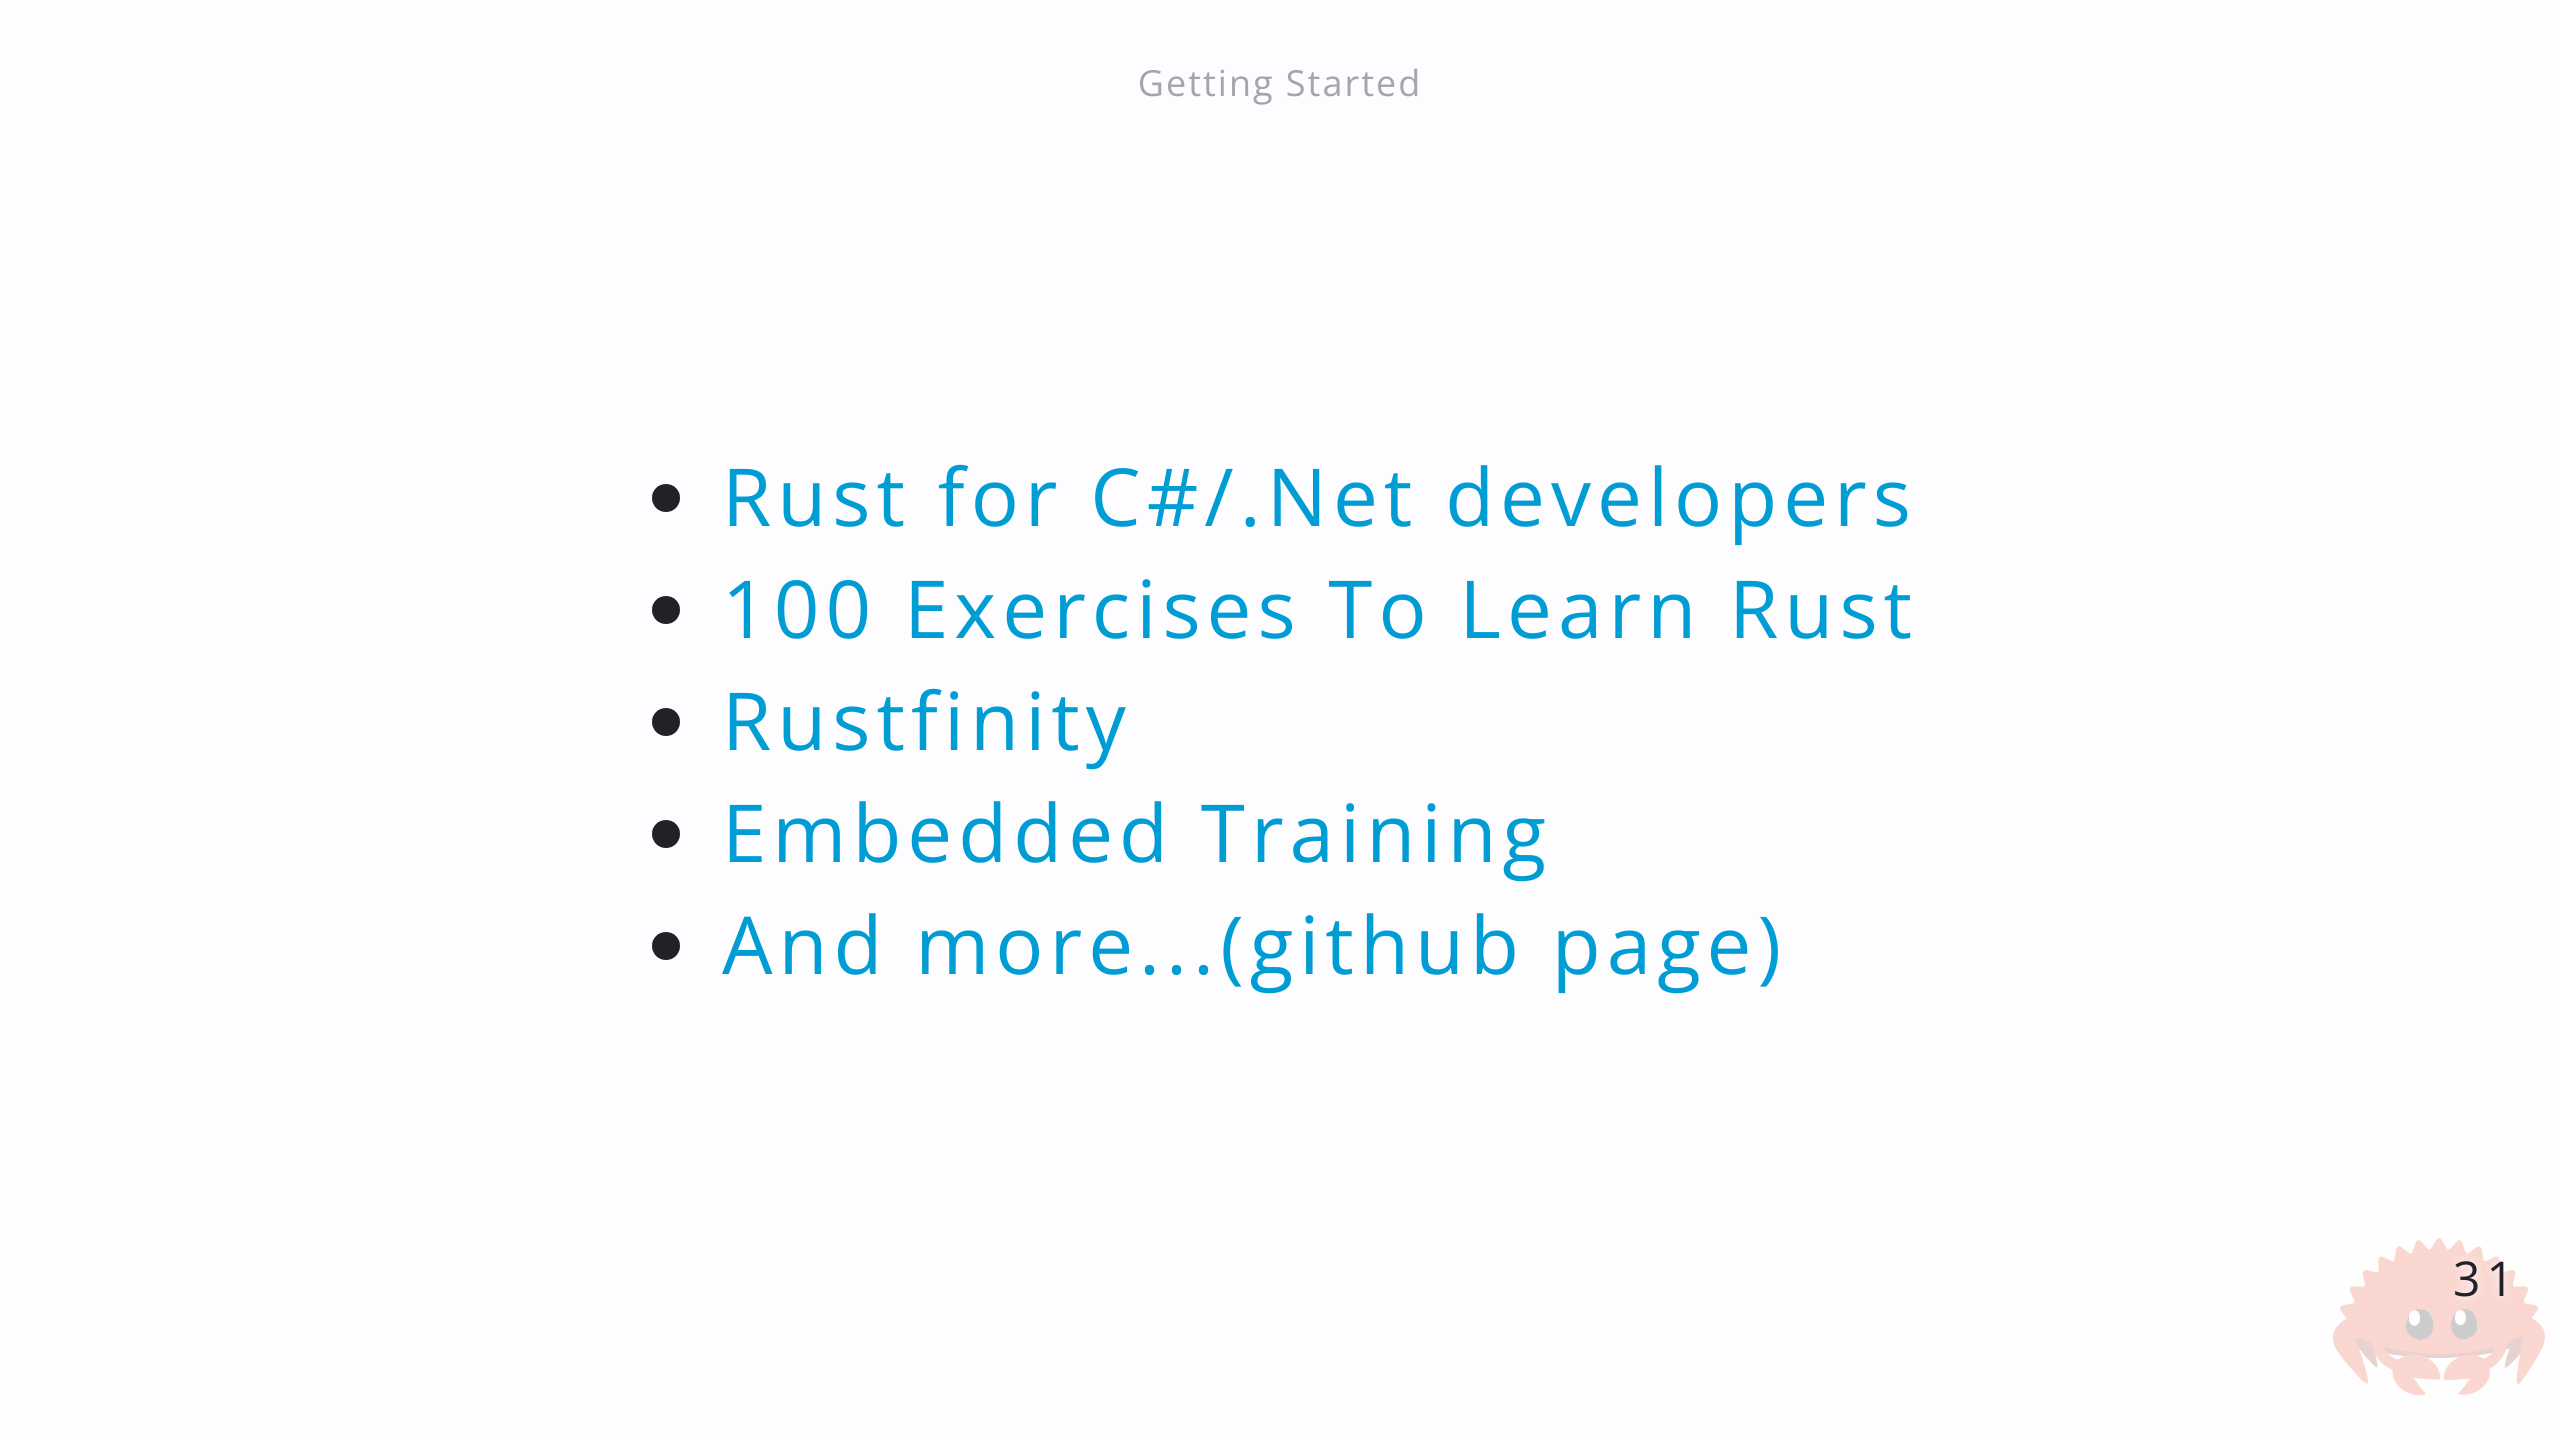 Getting Started
Rust for C#/.Net developers
100 Exercises To Learn Rust
Rustfinity
Embedded Training
And more...(github page)
31